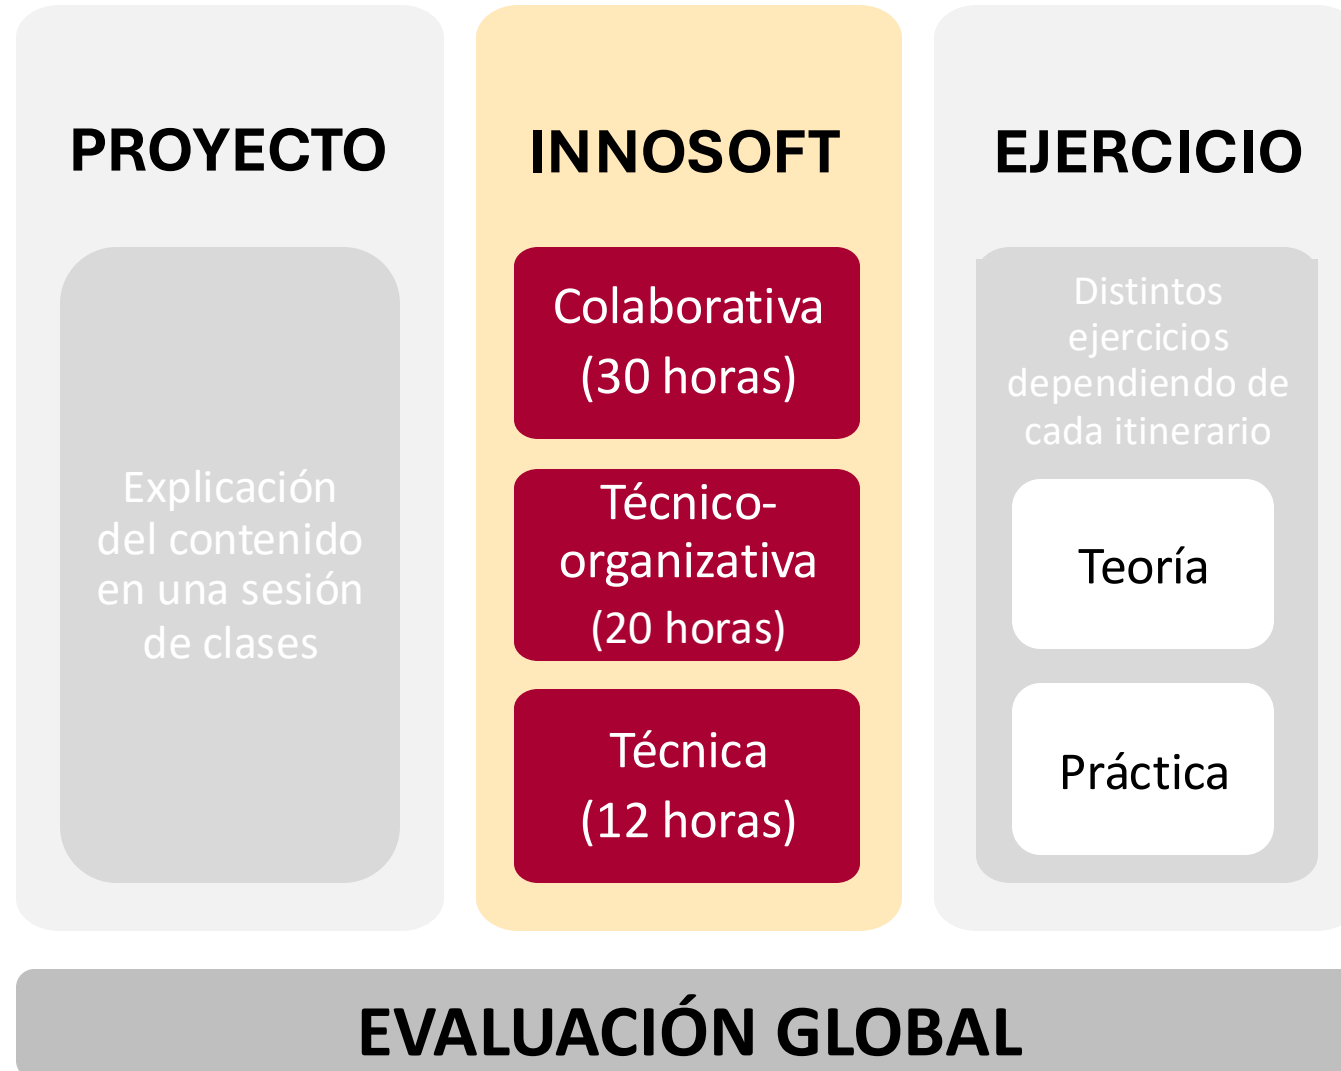 PROYECTO
Explicación
del contenido
en una sesión
de clases
INNOSOFT
Colaborativa
(30 horas)
Técnico-
organizativa
(20 horas)
Técnica
(12 horas)
EJERCICIO
Distintos
ejercicios
dependiendo de
cada itinerario
Teoría
Práctica
EVALUACIÓN GLOBAL